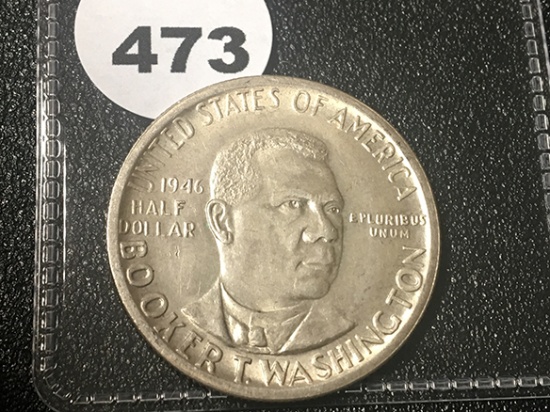 473
UNITED STATES OF AMERICA
1946
HALF
DOLLAR
E PLURIBUS
UNUM
BOOKER T. WASHINGTON